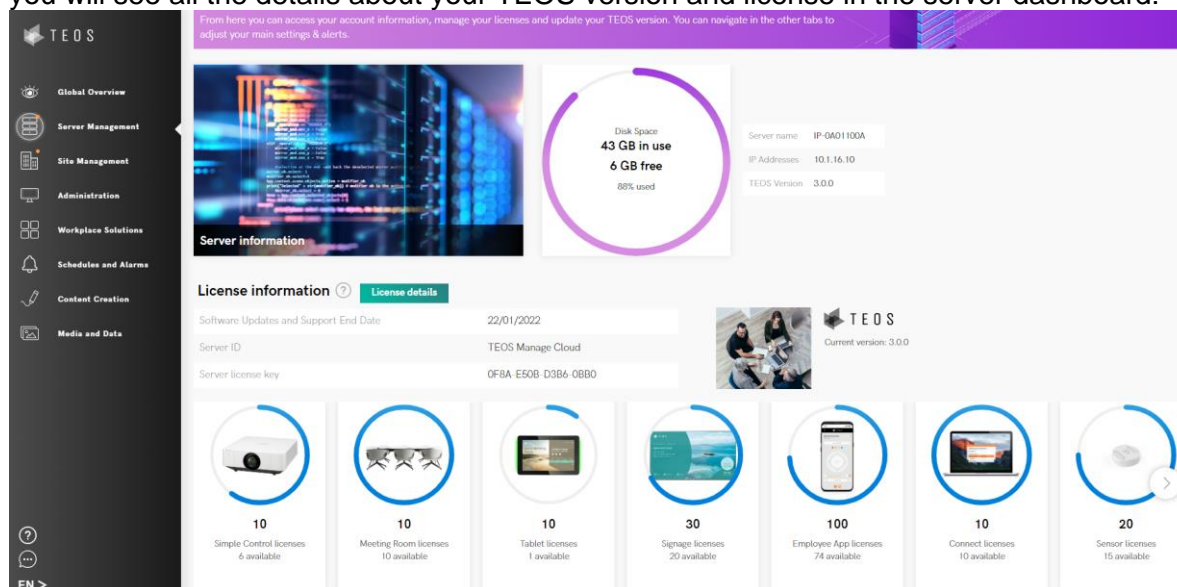 you will see all the details about your TEOS version and license in the server dashboard.
From here you can access your account information, manage your licenses and update your TEOS version. You can navigate in the other tabs to
adjust your main settings & alerts.
TEOS
Global Overview
Server Management
Site Management
Administration
Workplace Solutions
Schedules and Alarms
Content Creation
Media and Data
?
EN >
Server information
Disk Space
43 GB in use
6 GB free
88% used
Server name IP-0A01100A
IP Addresses 10.1.16.10
TEOS Version 3.0.0
License information ? License details
Software Updates and Support End Date 22/01/2022
Server ID TEOS Manage Cloud
Server license key 0F8A-E50B-D3B6-0BB0
TEOS
Current version: 3.0.0
10
Simple Control licenses
6 available
10
Meeting Room licenses
10 available
10
Tablet licenses
1 available
30
Signage licenses
20 available
100
Employee App licenses
74 available
10
Connect licenses
10 available
20
Sensor licenses
15 available